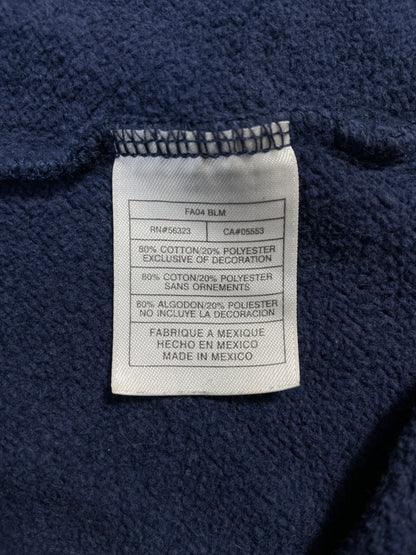 FA04 BLM
RN#56323 CA#05553
80% COTTON/20% POLYESTER
EXCLUSIVE OF DECORATION
80% COTON/20% POLYESTER
SANS ORNEMENTS
80% ALGODON/20% POLIESTER
NO INCLUYE LA DECORACION
FABRIQUE A MEXIQUE
HECHO EN MEXICO
MADE IN MEXICO